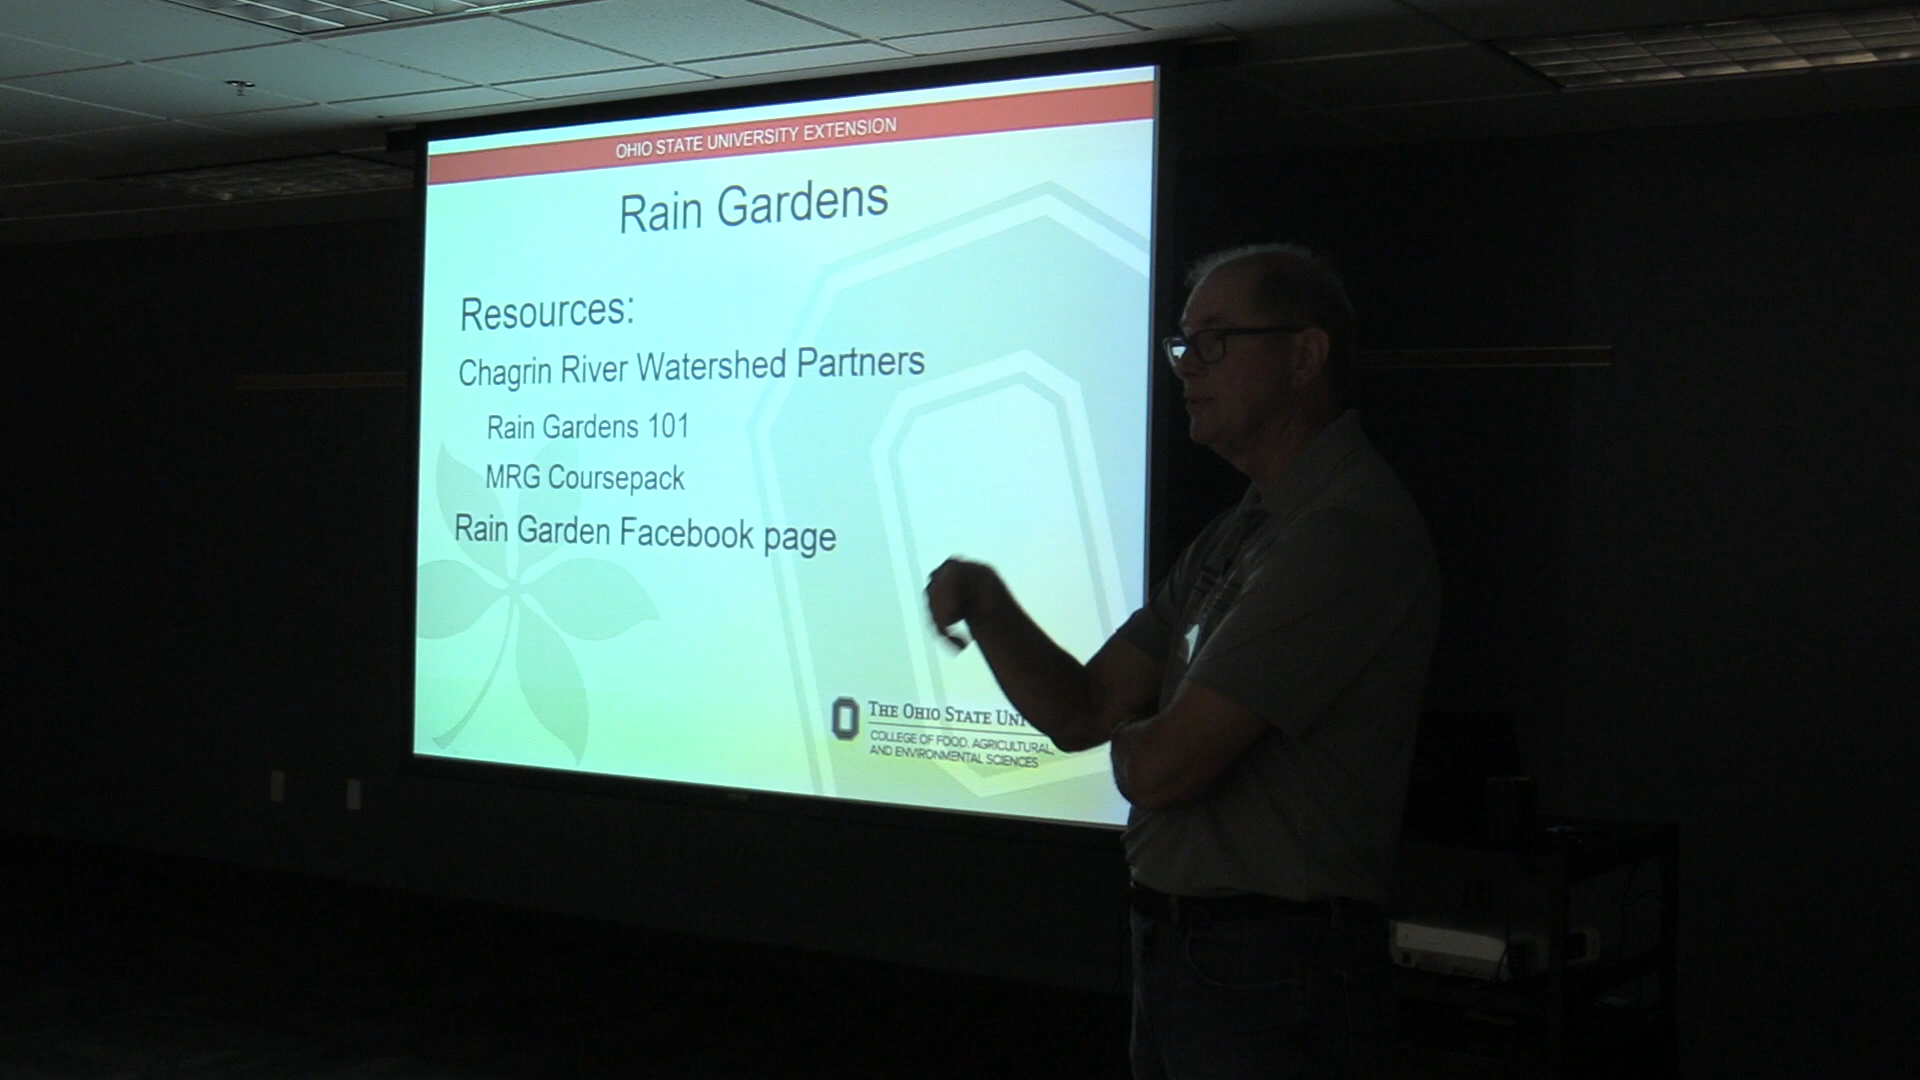 OHIO STATE UNIVERSITY EXTENSION
Rain Gardens
Resources:
Chagrin River Watershed Partners
Rain Gardens 101
MRG Coursepack
Rain Garden Facebook page
THE OHIO STATE
COLLEGE OF FOOD, AGRICULTURAL,
AND ENVIRONMENTAL SCIENCES